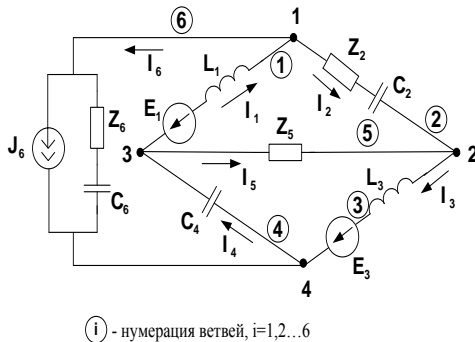 6
1
I₆
L₁
1
Z₂
C₂
E₁
I₁
I₂
2
Z₆
5
J₆
3
Z₅
2
C₆
I₅
L₃
I₃
C₄
4
3
I₄
E₃
4
i - нумерация ветвей, i=1,2...6